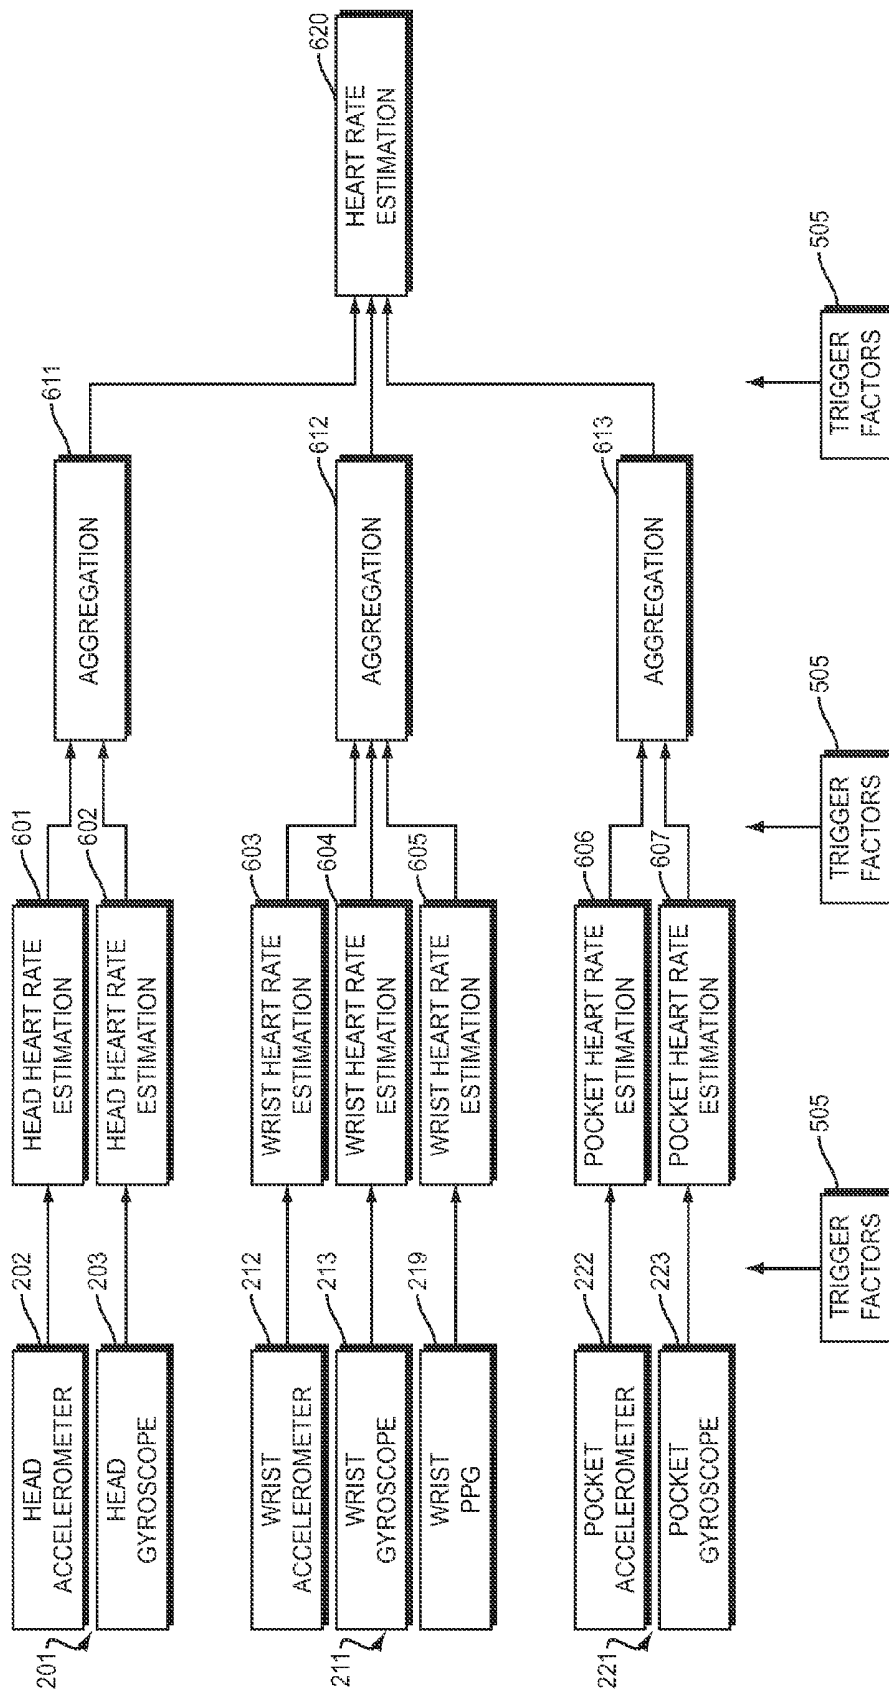 201
HEAD
ACCELEROMETER
202
HEAD
GYROSCOPE
203
HEAD HEART RATE
ESTIMATION
601
HEAD HEART RATE
ESTIMATION
602
AGGREGATION
611
211
WRIST
ACCELEROMETER
212
WRIST
GYROSCOPE
213
WRIST
PPG
219
WRIST HEART RATE
ESTIMATION
603
WRIST HEART RATE
ESTIMATION
604
WRIST HEART RATE
ESTIMATION
605
AGGREGATION
612
HEART RATE
ESTIMATION
620
221
POCKET
ACCELEROMETER
222
POCKET
GYROSCOPE
223
POCKET HEART RATE
ESTIMATION
606
POCKET HEART RATE
ESTIMATION
607
AGGREGATION
613
TRIGGER
FACTORS
505
TRIGGER
FACTORS
505
TRIGGER
FACTORS
505